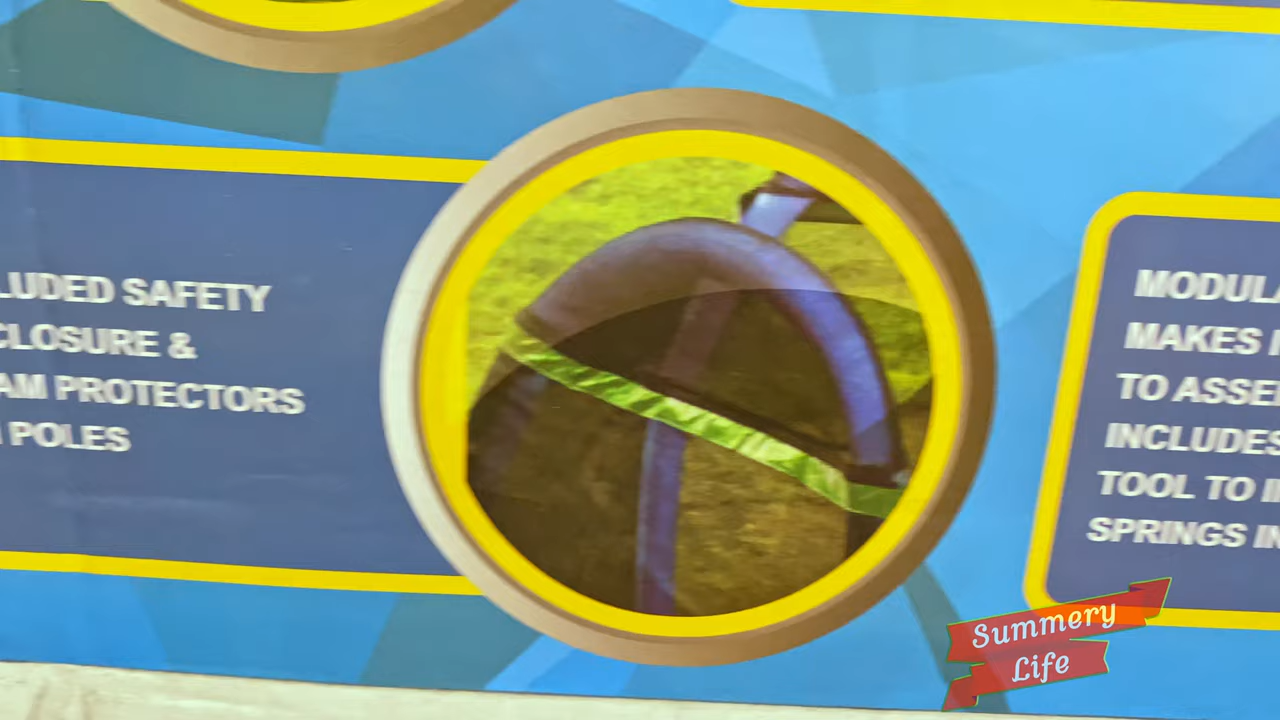 LUDED SAFETY
CLOSURE &
AM PROTECTORS
POLES
MODULA
MAKES
TO ASSE
INCLUDES
TOOL TO
SPRINGS IN
Summery
Life